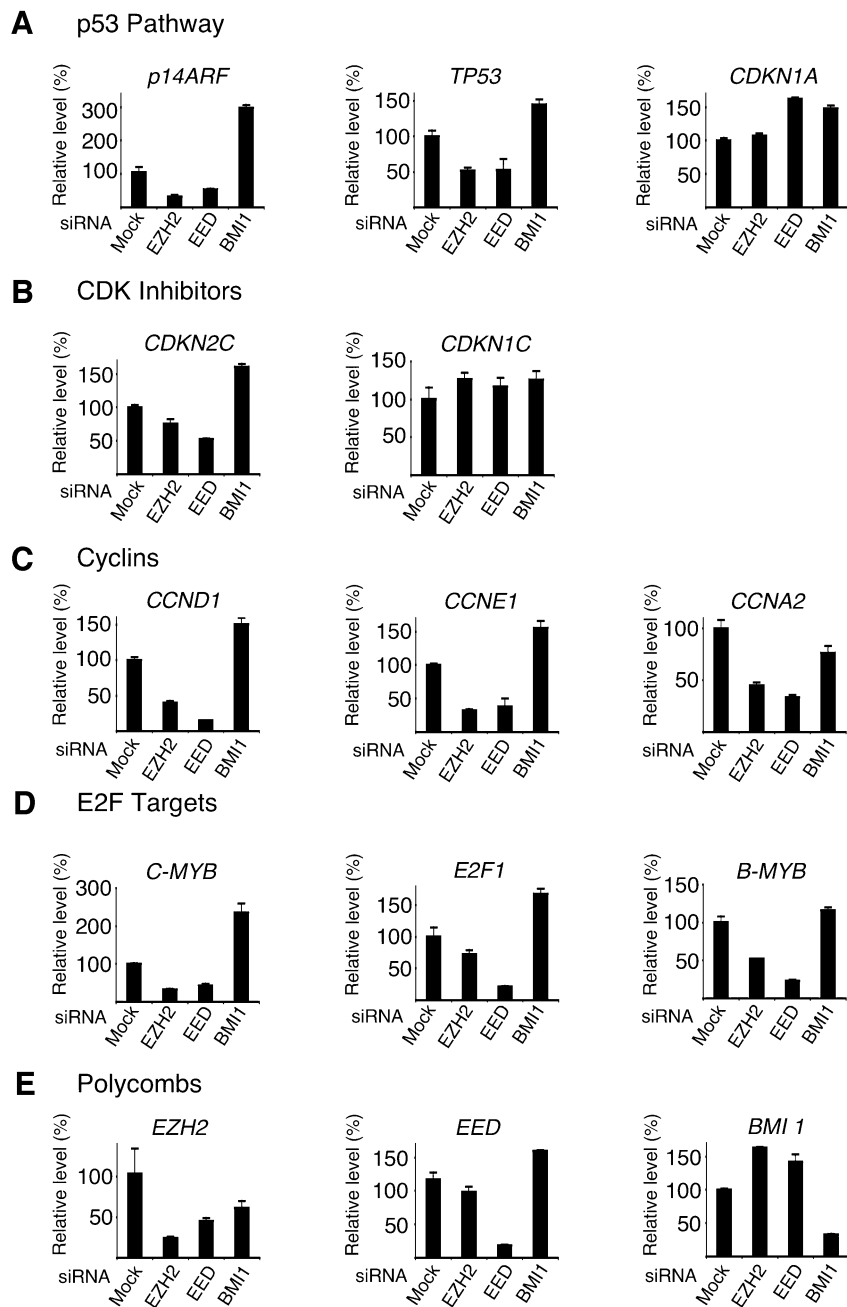 A p53 Pathway
p14ARF
Relative level (%)
300
200
100
siRNA Mock EZH2 EED BMI1
TP53
Relative level (%)
150
100
50
siRNA Mock EZH2 EED BMI1
CDKN1A
Relative level (%)
150
100
50
siRNA Mock EZH2 EED BMI1
B CDK Inhibitors
CDKN2C
Relative level (%)
150
100
50
siRNA Mock EZH2 EED BMI1
CDKN1C
Relative level (%)
150
100
50
siRNA Mock EZH2 EED BMI1
C Cyclins
CCND1
Relative level (%)
150
100
50
siRNA Mock EZH2 EED BMI1
CCNE1
Relative level (%)
150
100
50
siRNA Mock EZH2 EED BMI1
CCNA2
Relative level (%)
100
50
siRNA Mock EZH2 EED BMI1
D E2F Targets
C-MYB
Relative level (%)
300
200
100
siRNA Mock EZH2 EED BMI1
E2F1
Relative level (%)
150
100
50
siRNA Mock EZH2 EED BMI1
B-MYB
Relative level (%)
150
100
50
siRNA Mock EZH2 EED BMI1
E Polycombs
EZH2
Relative level (%)
100
50
siRNA Mock EZH2 EED BMI1
EED
Relative level (%)
150
100
50
siRNA Mock EZH2 EED BMI1
BMI 1
Relative level (%)
150
100
50
siRNA Mock EZH2 EED BMI1